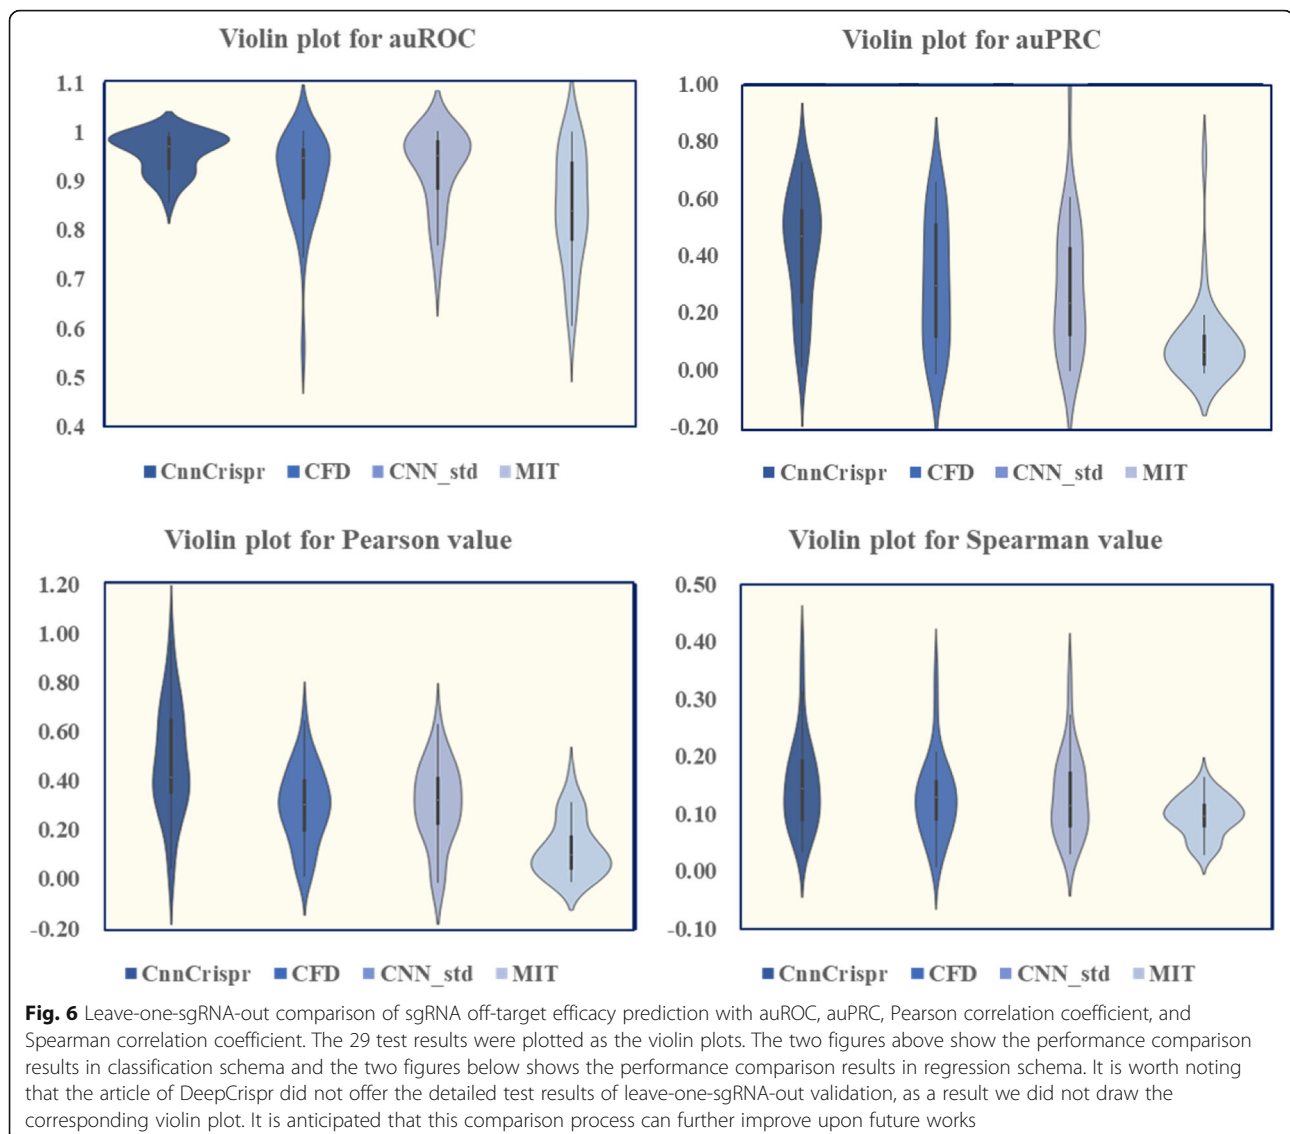 Violin plot for auROC
1.1
1
0.9
0.8
0.7
0.6
0.5
0.4
CnnCrispr CFD CNN_std MIT
Violin plot for auPRC
1.00
0.80
0.60
0.40
0.20
0.00
-0.20
CnnCrispr CFD CNN_std MIT
Violin plot for Pearson value
1.20
1.00
0.80
0.60
0.40
0.20
0.00
-0.20
CnnCrispr CFD CNN_std MIT
Violin plot for Spearman value
0.50
0.40
0.30
0.20
0.10
0.00
-0.10
CnnCrispr CFD CNN_std MIT
Fig. 6 Leave-one-sgRNA-out comparison of sgRNA off-target efficacy prediction with auROC, auPRC, Pearson correlation coefficient, and
Spearman correlation coefficient. The 29 test results were plotted as the violin plots. The two figures above show the performance comparison
results in classification schema and the two figures below shows the performance comparison results in regression schema. It is worth noting
that the article of DeepCrispr did not offer the detailed test results of leave-one-sgRNA-out validation, as a result we did not draw the
corresponding violin plot. It is anticipated that this comparison process can further improve upon future works